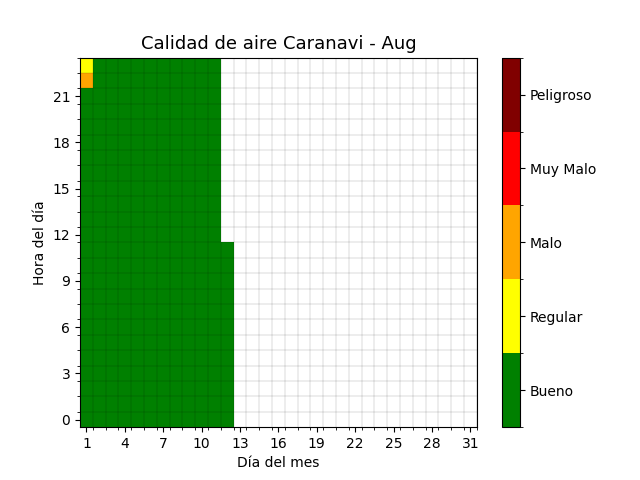 Calidad de aire Caranavi - Aug
Hora del día
21
18
15
12
9
6
3
0
1 4 7 10 13 16 19 22 25 28 31
Día del mes
Peligroso
Muy Malo
Malo
Regular
Bueno